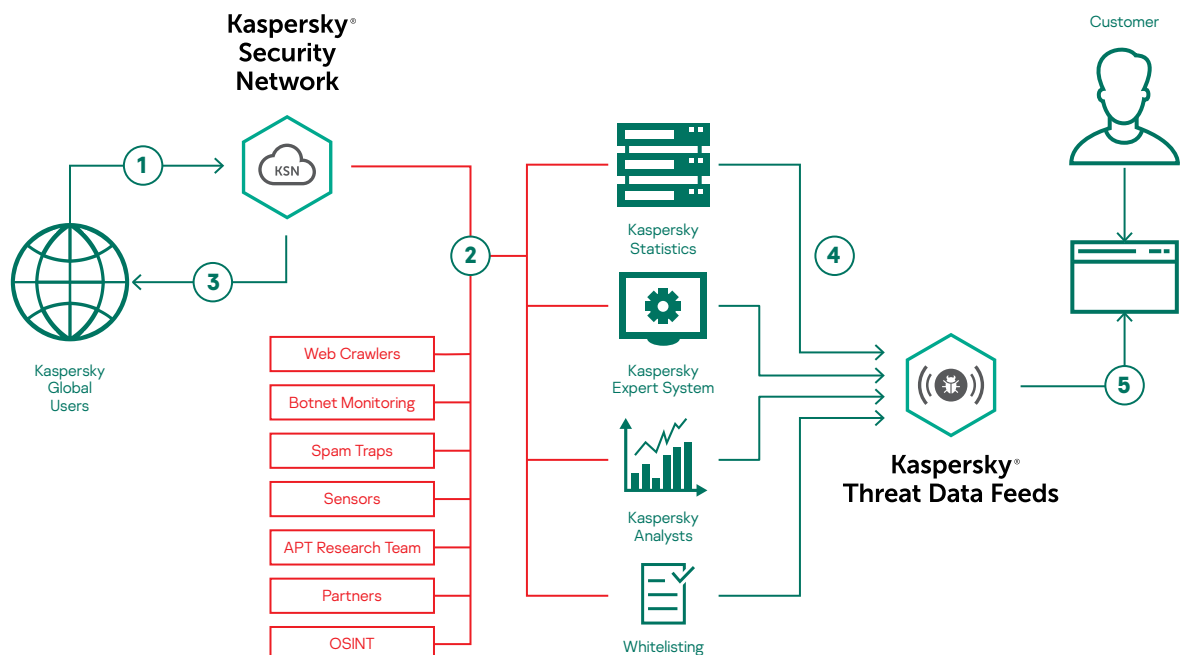 Kaspersky®
Security
Network
Customer
1
KSN
2
3
Kaspersky
Global
Users
Web Crawlers
Botnet Monitoring
Spam Traps
Sensors
APT Research Team
Partners
OSINT
Kaspersky
Statistics
Kaspersky
Expert System
Kaspersky
Analysts
Whitelisting
4
Kaspersky®
Threat Data Feeds
5